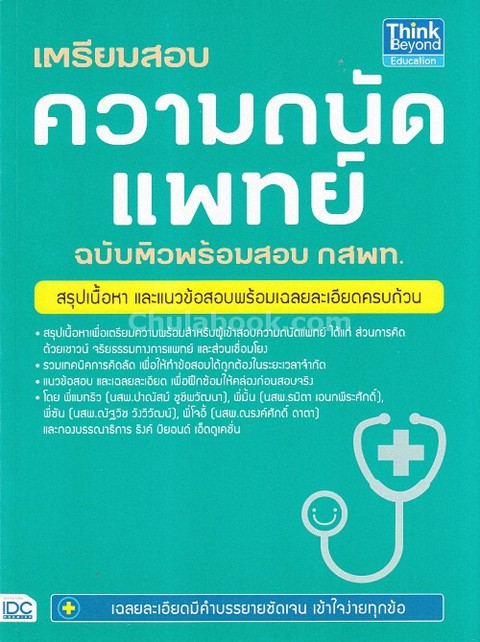 Think
Beyond
Education
เตรียมสอบ
ความถนัด
แพทย์
ฉบับติวพร้อมสอบ กสพท.
สรุปเนื้อหา และแนวข้อสอบพร้อมเฉลยละเอียดครบถ้วน
Chulabook.com
• สรุปเนื้อหาเพื่อเตรียมความพร้อมสำหรับผู้เข้าสอบความถนัดแพทย์ ได้แก่ ส่วนการคิด
ด้วยเชาวน์ จริยธรรมทางการแพทย์ และส่วนเชื่อมโยง
• รวมเทคนิคการคิดลัด เพื่อให้ทำข้อสอบได้ถูกต้องในระยะเวลาจำกัด
• แนวข้อสอบ และเฉลยละเอียด เพื่อฝึกซ้อมให้คล่องก่อนสอบจริง
• โดย พี่แมทริว (นสพ.ปาณัสม์ ชูชีพวัฒนา), พี่มิ้น (นสพ.รมิตา เอนกพีระศักดิ์),
พี่ซัน (นสพ.ณัฐวัช วังวิวัฒน์), พี่โจอี้ (นสพ.ณรงค์ศักดิ์ ดาดา)
และกองบรรณาธิการ ธิงค์ บียอนด์ เอ็ดดูเคชั่น
IDC
PREMIER
เฉลยละเอียดมีคำบรรยายชัดเจน เข้าใจง่ายทุกข้อ